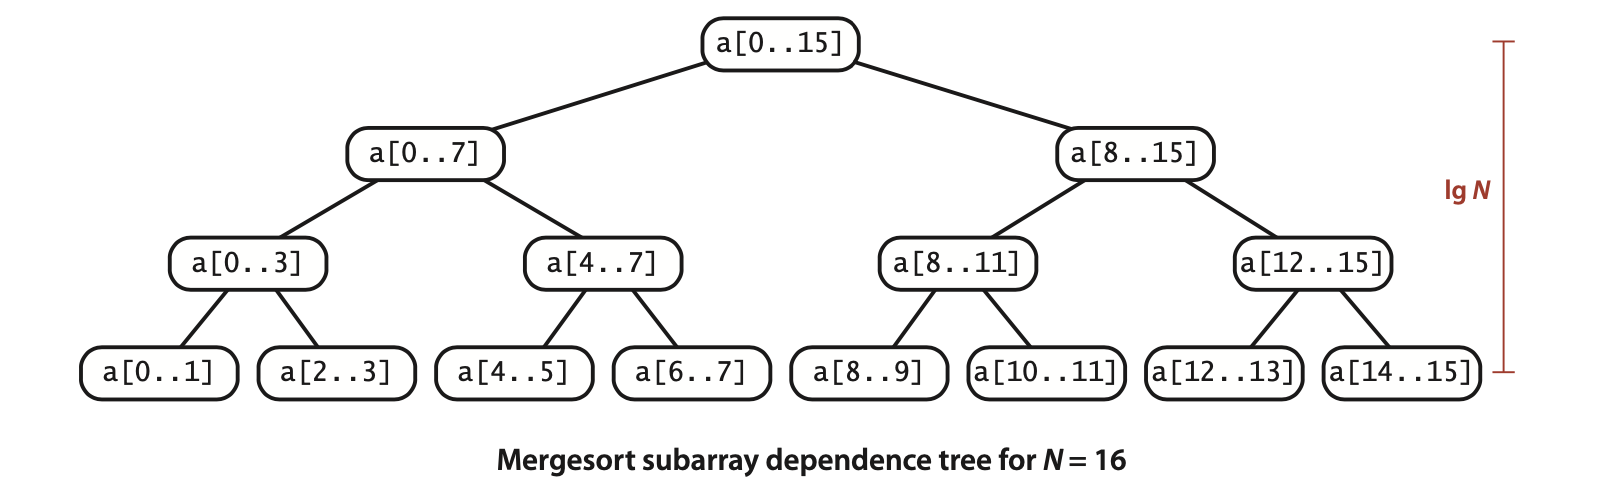 a[0..15]
a[0..7] a[8..15]
lg N
a[0..3] a[4..7] a[8..11] a[12..15]
a[0..1] a[2..3] a[4..5] a[6..7] a[8..9] a[10..11] a[12..13] a[14..15]
Mergesort subarray dependence tree for N = 16